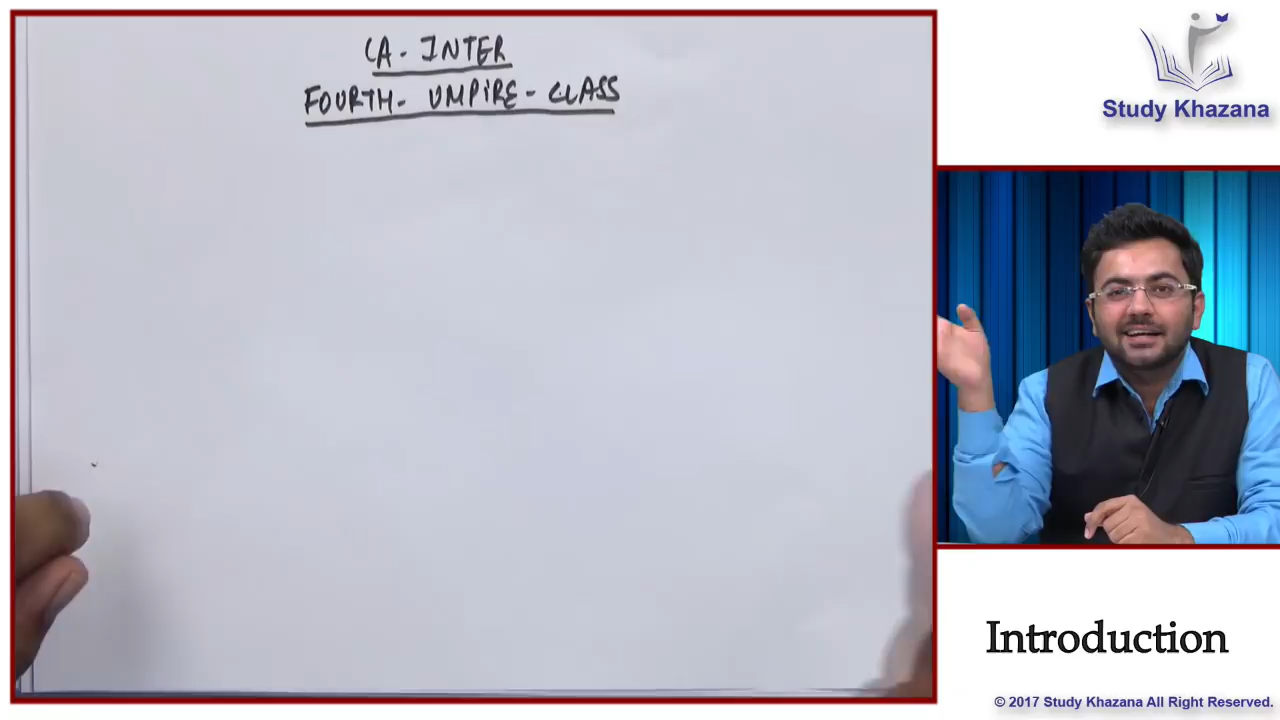 CA - INTER
FOURTH - UMPIRE - CLASS
Study Khazana
Introduction
© 2017 Study Khazana All Right Reserved.